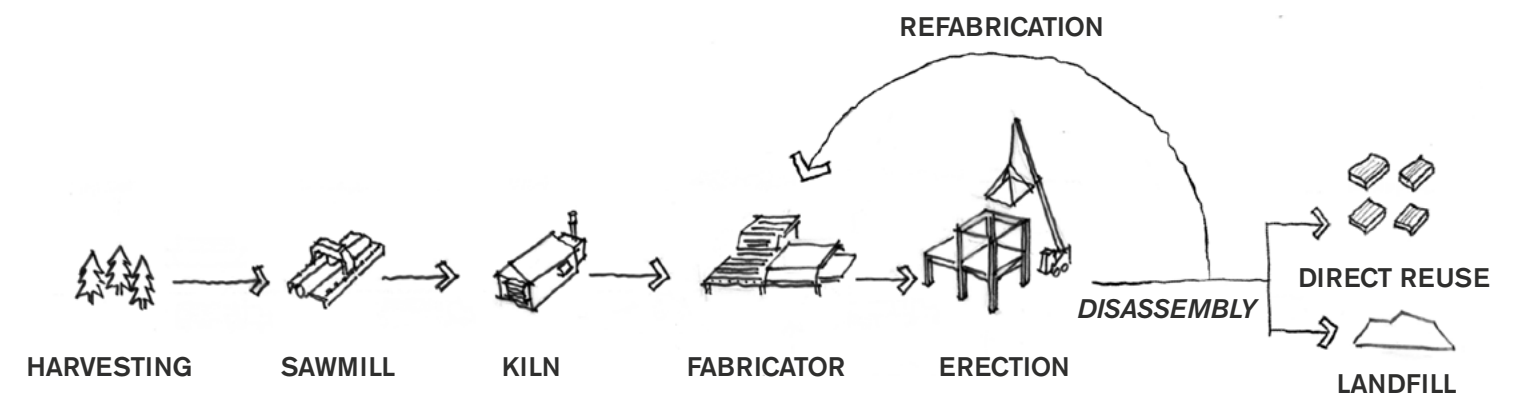 REFABRICATION
DIRECT REUSE
DISASSEMBLY
HARVESTING
SAWMILL
KILN
FABRICATOR
ERECTION
LANDFILL